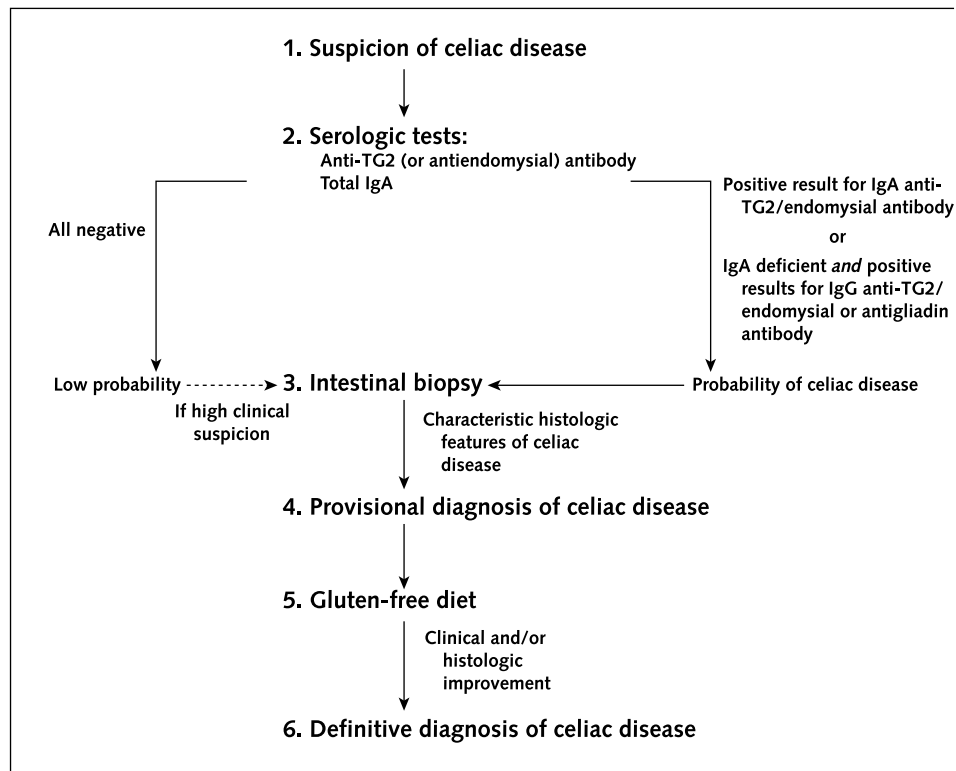 1. Suspicion of celiac disease
2. Serologic tests:
Anti-TG2 (or antiendomysial) antibody
Total IgA
All negative
Positive result for IgA anti-
TG2/endomysial antibody
or
IgA deficient and positive
results for IgG anti-TG2/
endomysial or antigliadin
antibody
Low probability
If high clinical
suspicion
3. Intestinal biopsy
Probability of celiac disease
Characteristic histologic
features of celiac
disease
4. Provisional diagnosis of celiac disease
5. Gluten-free diet
Clinical and/or
histologic
improvement
6. Definitive diagnosis of celiac disease